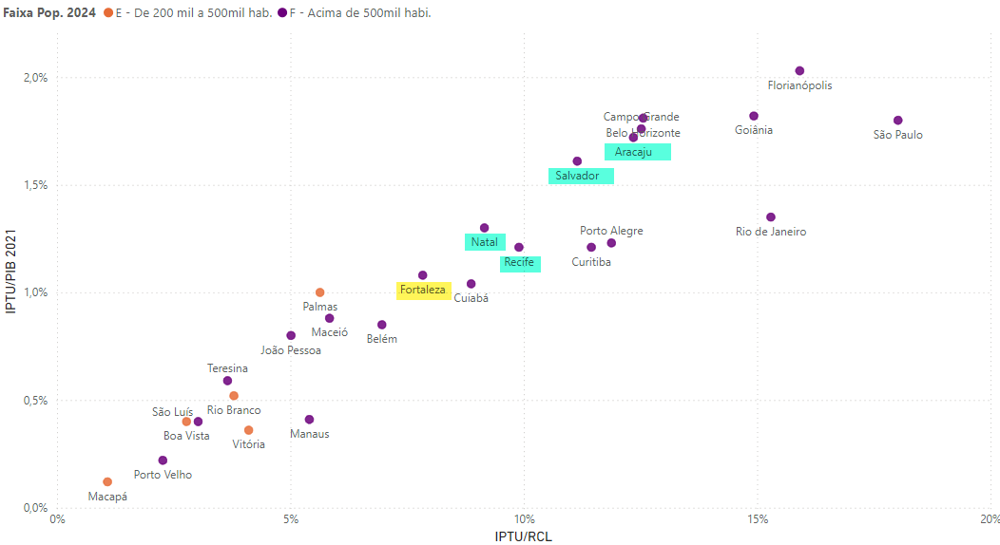 Faixa Pop. 2024 E - De 200 mil a 500mil hab. F - Acima de 500mil habi.
2,0%
Florianópolis
Campo Grande
Goiânia
Belo Horizonte
São Paulo
Aracaju
Salvador
1,5%
Porto Alegre
Rio de Janeiro
Natal
Recife
Curitiba
IPTU/PIB 2021
1,0%
Fortaleza
Cuiabá
Palmas
Maceió
Belém
João Pessoa
Teresina
0,5%
São Luís
Rio Branco
Boa Vista
Vitória
Manaus
Porto Velho
Macapá
0,0%
0% 5% 10% 15% 20%
IPTU/RCL